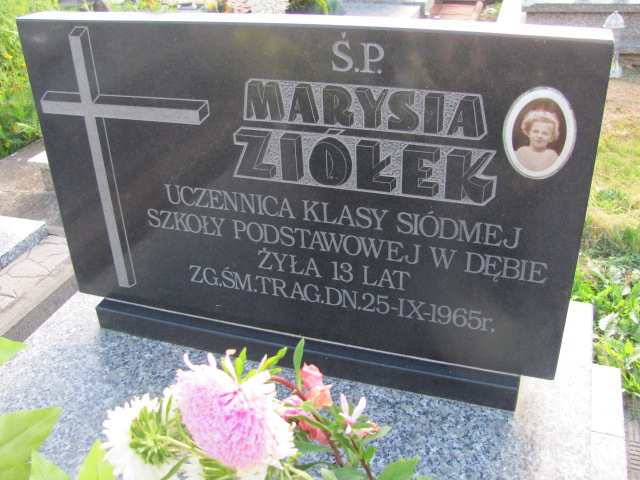 Ś.P.
MARYSIA
ZIÓŁEK
UCZENNICA KLASY SIÓDMEJ
SZKOŁY PODSTAWOWEJ W DĘBIE
ŻYŁA 13 LAT
ZG.ŚM.TRAG.DN.25-IX-1965r.